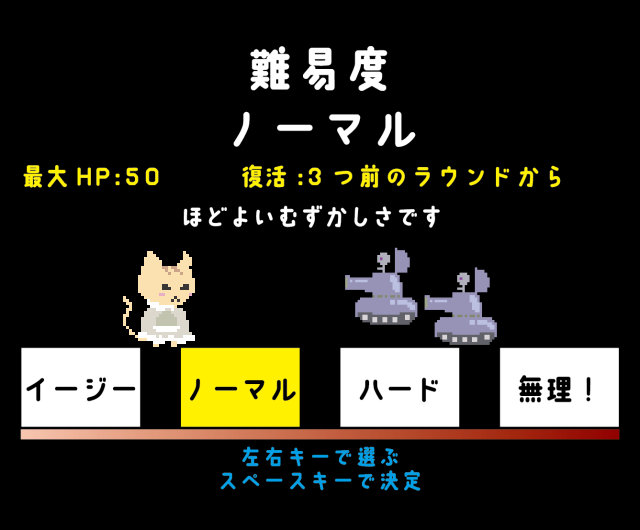 難易度
ノーマル
最大HP:50 復活:3つ前のラウンドから
ほどよいむずかしさです
イージー ノーマル ハード 無理！
左右キーで選ぶ
スペースキーで決定